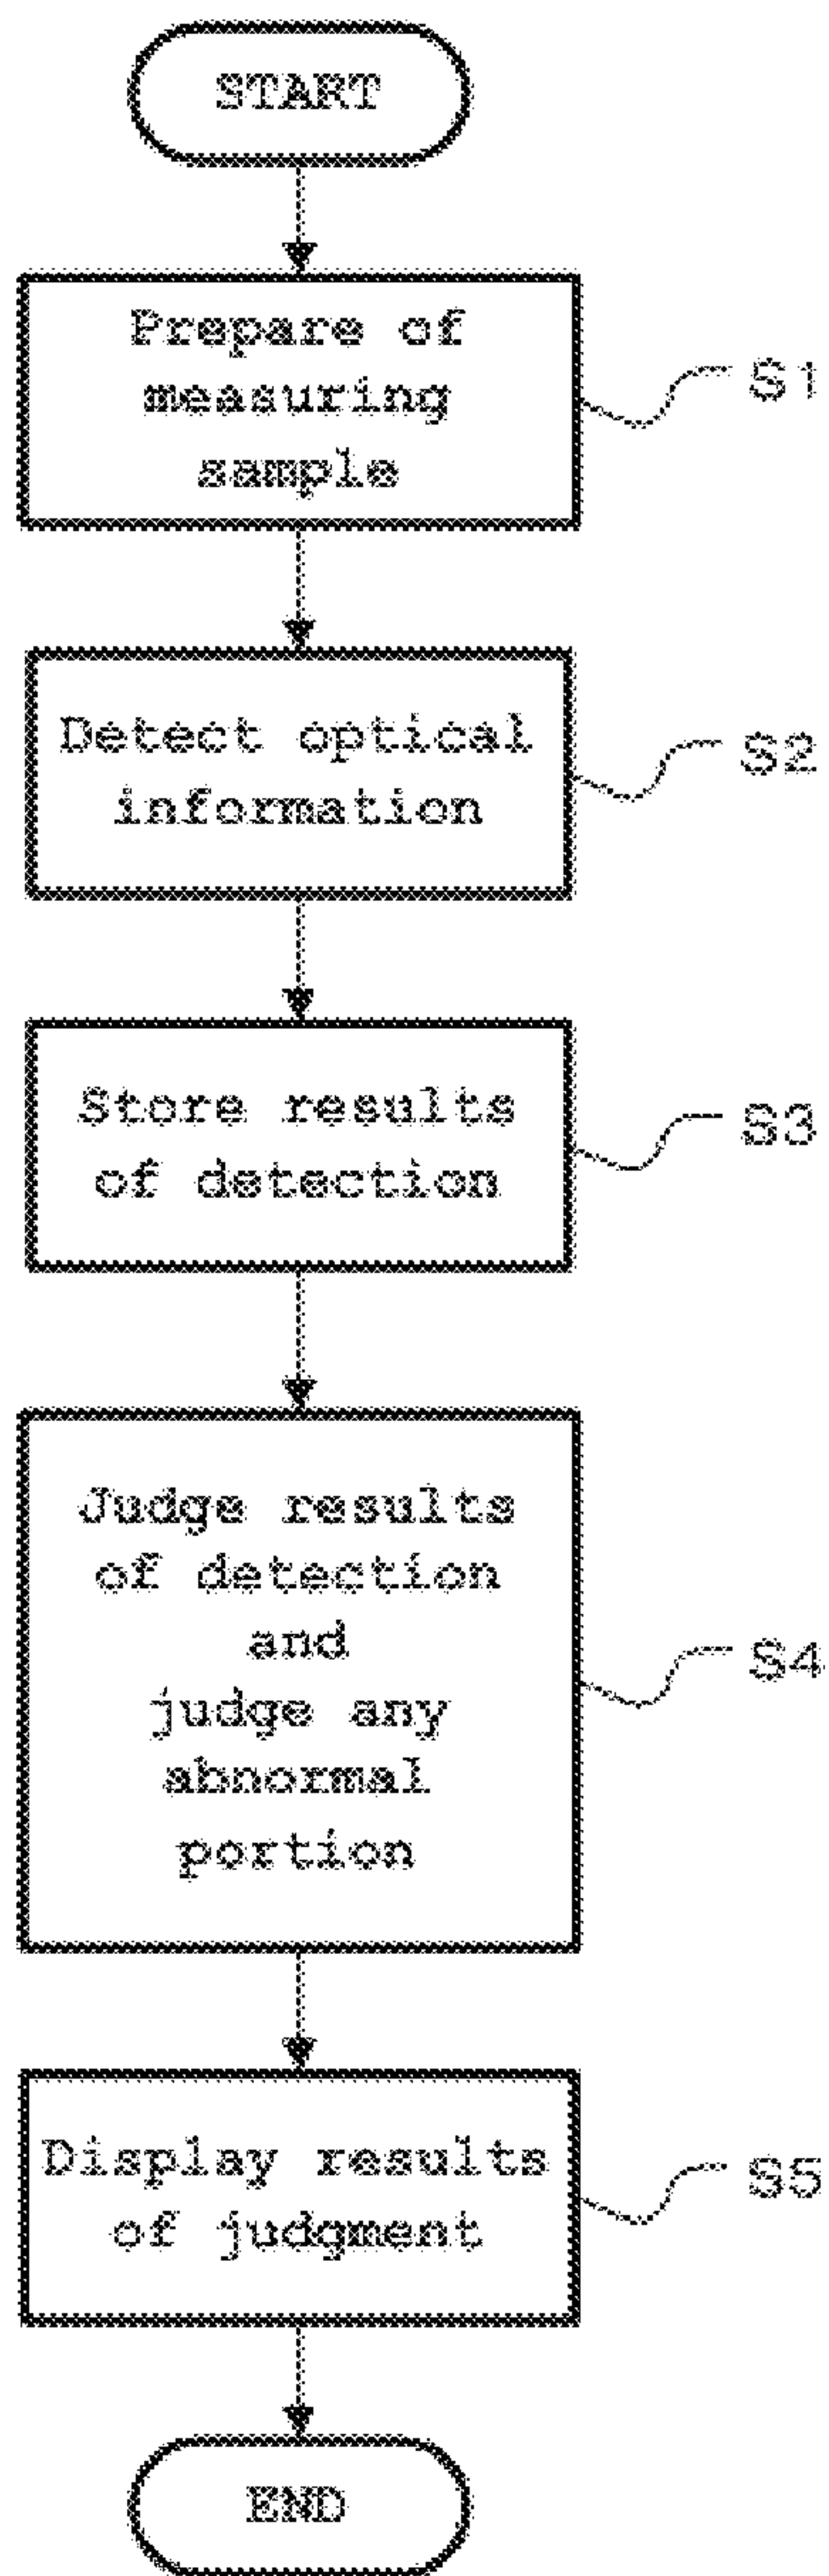 START
Prepare of
measuring
sample
S1
Detect optical
information
S2
Store results
of detection
S3
Judge results
of detection
and
judge any
abnormal
portion
S4
Display results
of judgment
S5
END